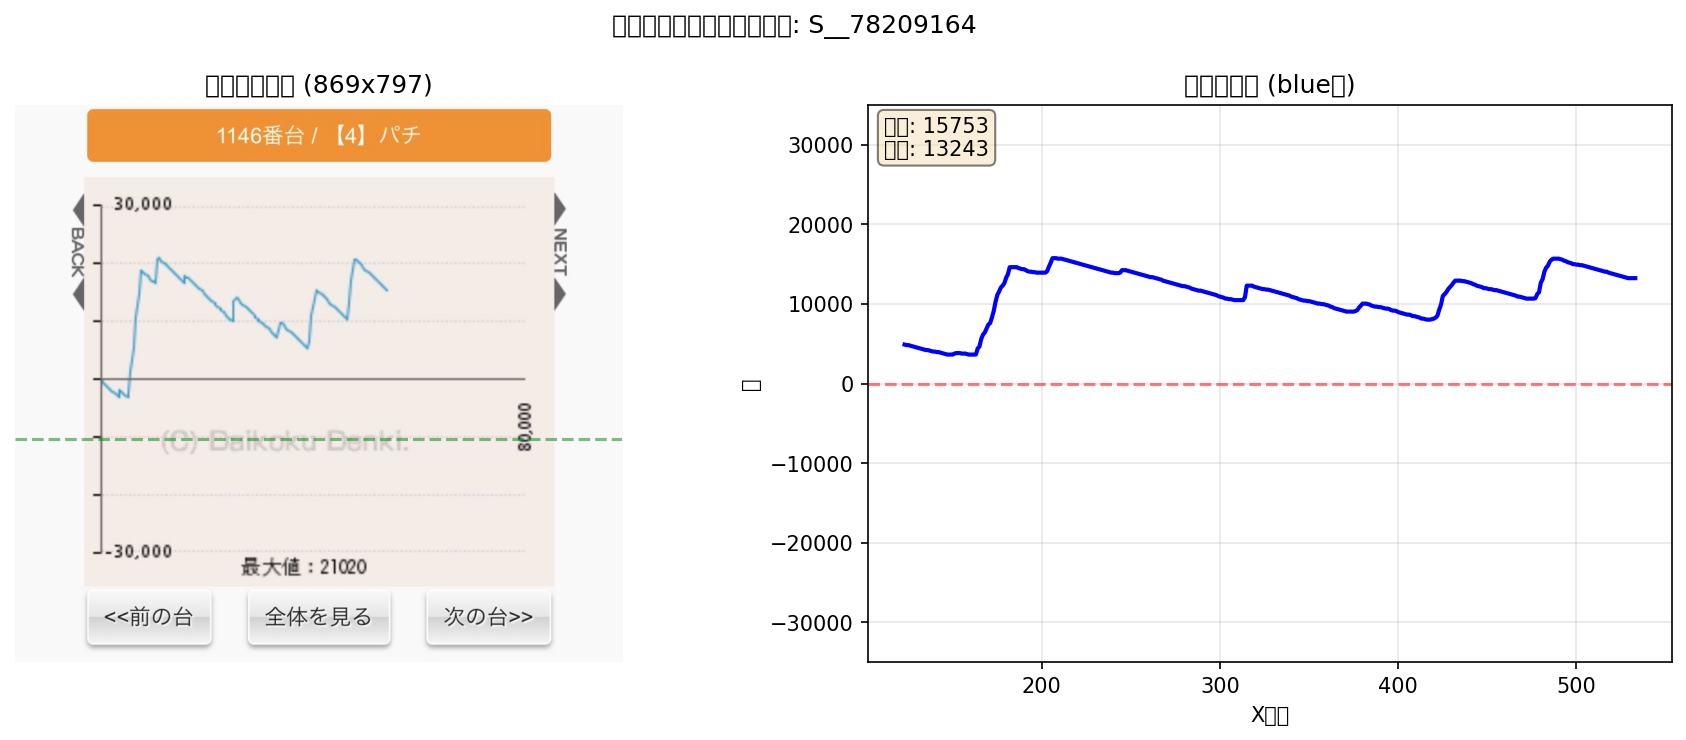 : S__78209164
(869x797)
1146番台 / 【4】パチ
30,000
BACK
NEXT
80,000
(C) Daikoku Denki.
-30,000
最大値：21020
<<前の台
全体を見る
次の台>>
(blue)
: 15753
: 13243
30000
20000
10000
0
−10000
−20000
−30000
200
300
400
500
X